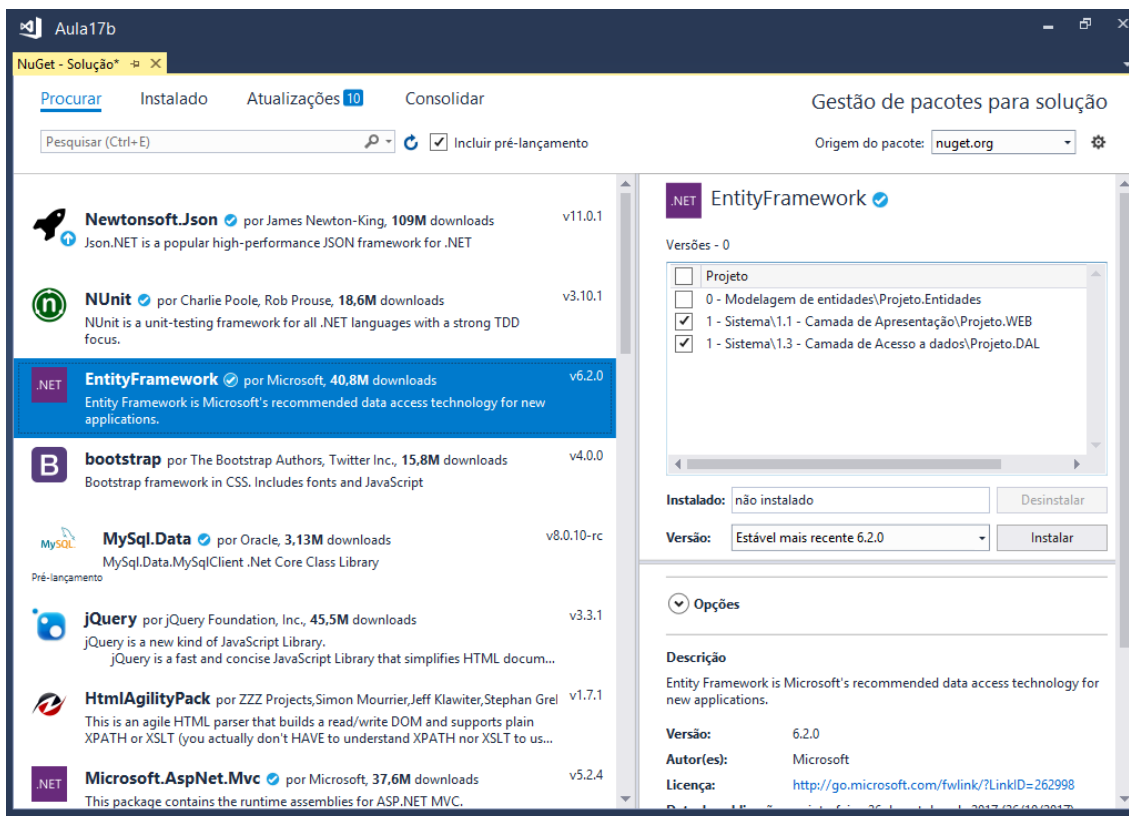 Aula17b
NuGet - Solução*
Procurar Instalado Atualizações 10 Consolidar
Gestão de pacotes para solução
Pesquisar (Ctrl+E)
Incluir pré-lançamento
Origem do pacote: nuget.org
Newtonsoft.Json por James Newton-King, 109M downloads v11.0.1
Json.NET is a popular high-performance JSON framework for .NET
n
NUnit por Charlie Poole, Rob Prouse, 18,6M downloads v3.10.1
NUnit is a unit-testing framework for all .NET languages with a strong TDD
focus.
.NET
EntityFramework por Microsoft, 40,8M downloads v6.2.0
Entity Framework is Microsoft's recommended data access technology for new
applications.
B
bootstrap por The Bootstrap Authors, Twitter Inc., 15,8M downloads v4.0.0
Bootstrap framework in CSS. Includes fonts and JavaScript
MySQL
MySql.Data por Oracle, 3,13M downloads v8.0.10-rc
MySql.Data.MySqlClient .Net Core Class Library
Pré-lançamento
jQuery por jQuery Foundation, Inc., 45,5M downloads v3.3.1
jQuery is a new kind of JavaScript Library.
jQuery is a fast and concise JavaScript Library that simplifies HTML docum...
HtmlAgilityPack por ZZZ Projects,Simon Mourrier,Jeff Klawiter,Stephan Grel v1.7.1
This is an agile HTML parser that builds a read/write DOM and supports plain
XPATH or XSLT (you actually don't HAVE to understand XPATH nor XSLT to us...
.NET
Microsoft.AspNet.Mvc por Microsoft, 37,6M downloads v5.2.4
This package contains the runtime assemblies for ASP.NET MVC.
.NET
EntityFramework
Versões - 0
Projeto
0 - Modelagem de entidades\Projeto.Entidades
1 - Sistema\1.1 - Camada de Apresentação\Projeto.WEB
1 - Sistema\1.3 - Camada de Acesso a dados\Projeto.DAL
Instalado: não instalado Desinstalar
Versão: Estável mais recente 6.2.0 Instalar
Opções
Descrição
Entity Framework is Microsoft's recommended data access technology for
new applications.
Versão: 6.2.0
Autor(es): Microsoft
Licença: http://go.microsoft.com/fwlink/?LinkID=262998